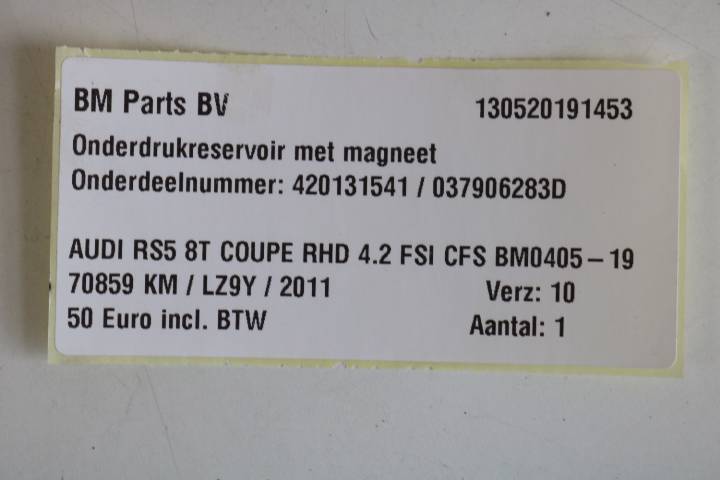 BM Parts BV 130520191453
Onderdrukreservoir met magneet
Onderdeelnummer: 420131541 / 037906283D
AUDI RS5 8T COUPE RHD 4.2 FSI CFS BM0405-19
70859 KM / LZ9Y / 2011 Verz: 10
50 Euro incl. BTW Aantal: 1